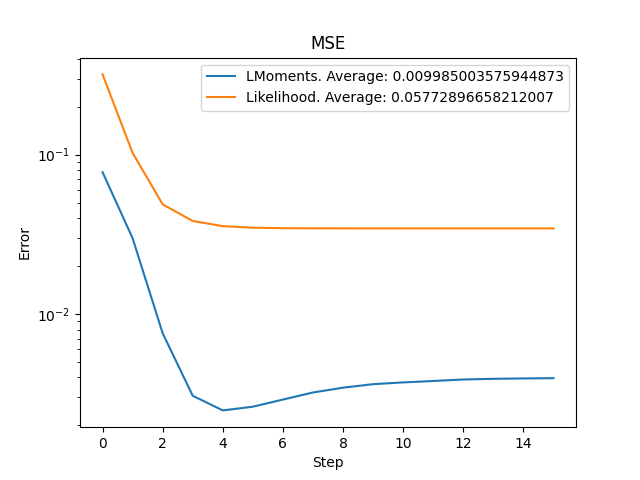 MSE
LMoments. Average: 0.009985003575944873
Likelihood. Average: 0.05772896658212007
Error
10⁻¹
10⁻²
0 2 4 6 8 10 12 14
Step